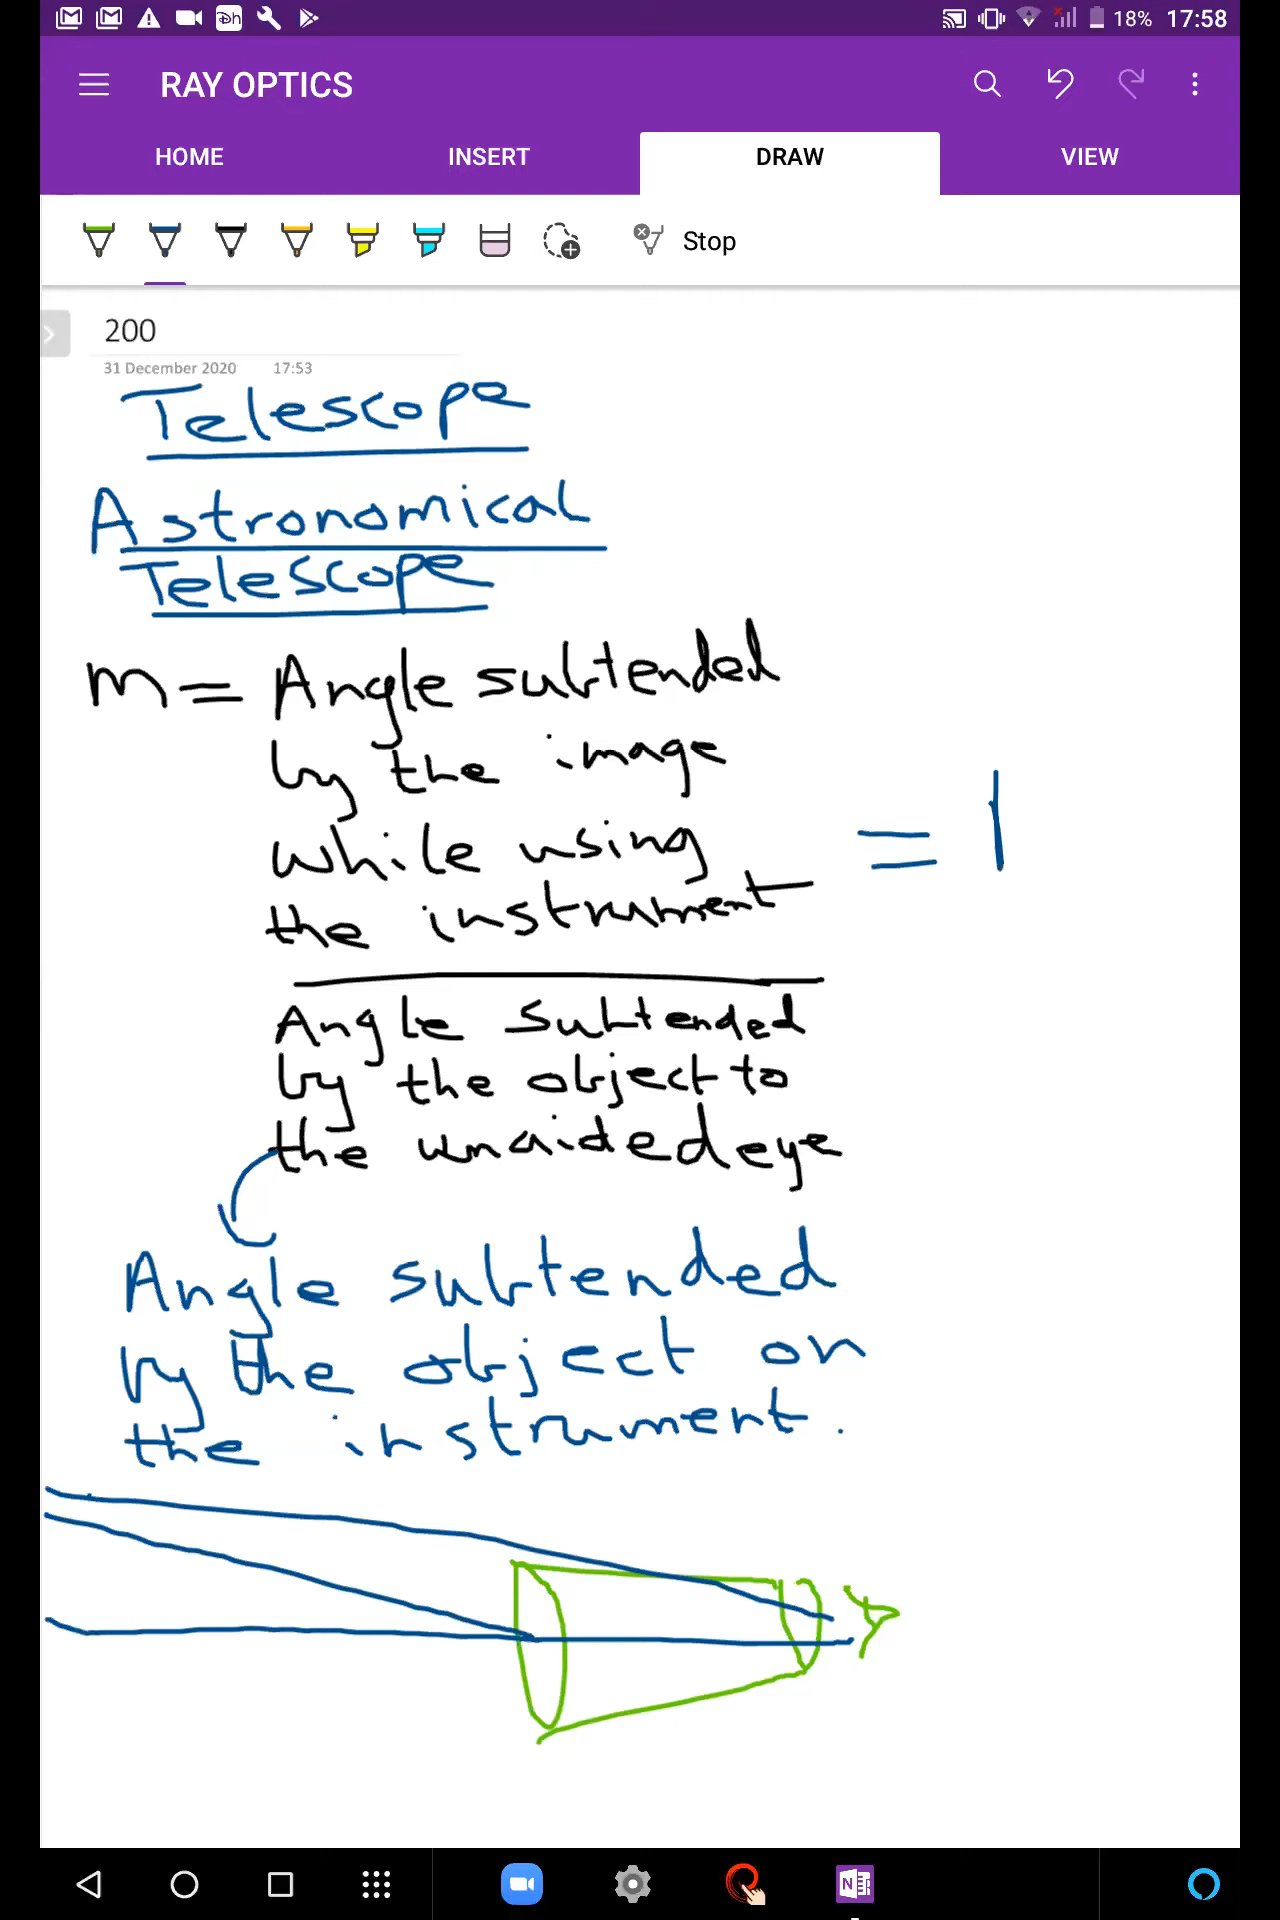 18% 17:58
RAY OPTICS
HOME INSERT DRAW VIEW
Stop
200
31 December 2020 17:53
Telescope
Astronomical
Telescope
m = Angle subtended
by the image
while using
the instrument
= 1
Angle subtended
by the object to
the unaided eye
Angle subtended
by the object on
the instrument.